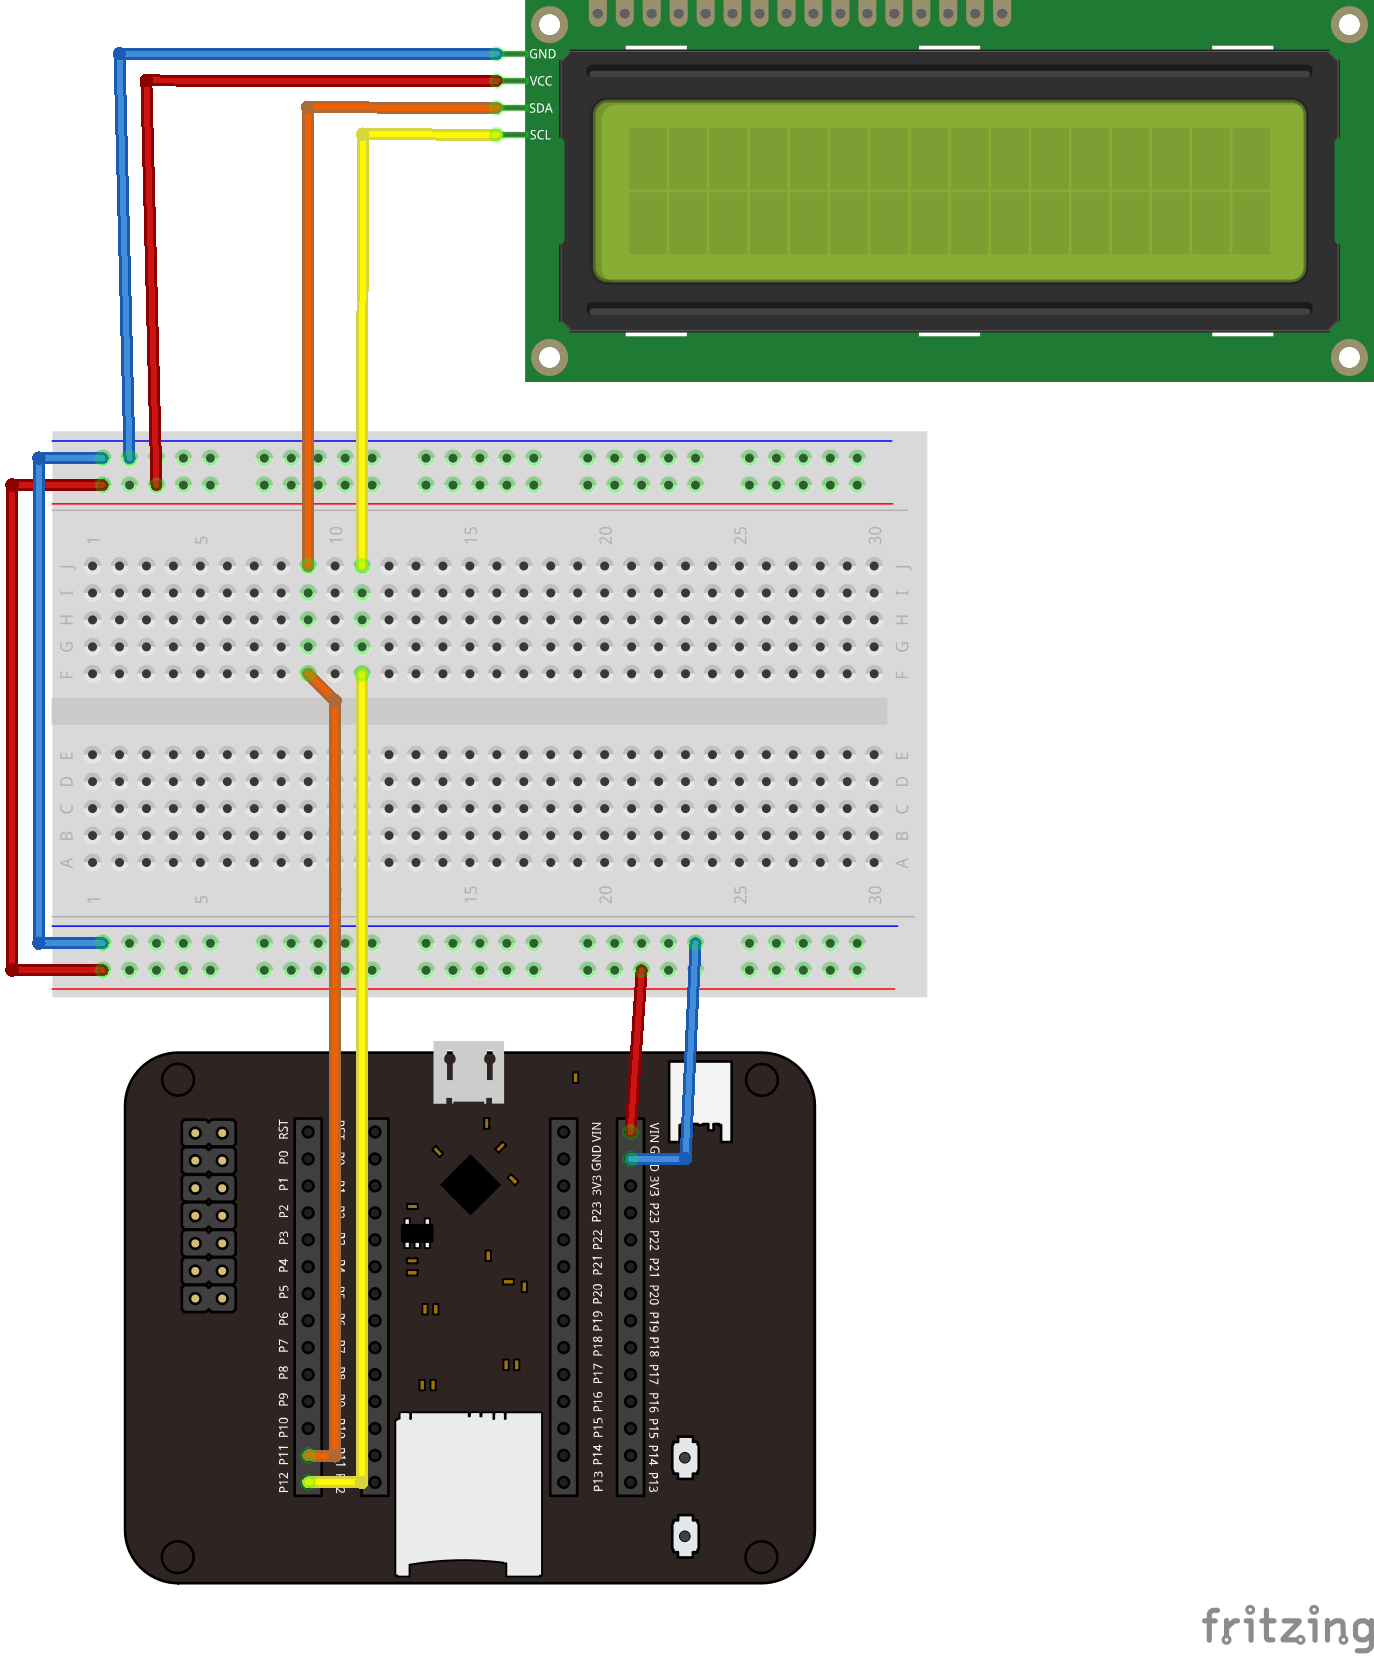 GND
VCC
SDA
SCL
1 5 10 15 20 25 30
J J
I I
H H
G G
F F
E E
D D
C C
B B
A A
1 5 15 20 25 30
RST VIN VIN
P0 GND
P1 3V3 3V3
P2 P23 P23
P3 P22 P22
P4 P21 P21
P5 P20 P20
P6 P19 P19
P7 P18 P18
P8 P17 P17
P9 P16 P16
P10 P15 P15
P11 P14 P14
P12 P13 P13
fritzing